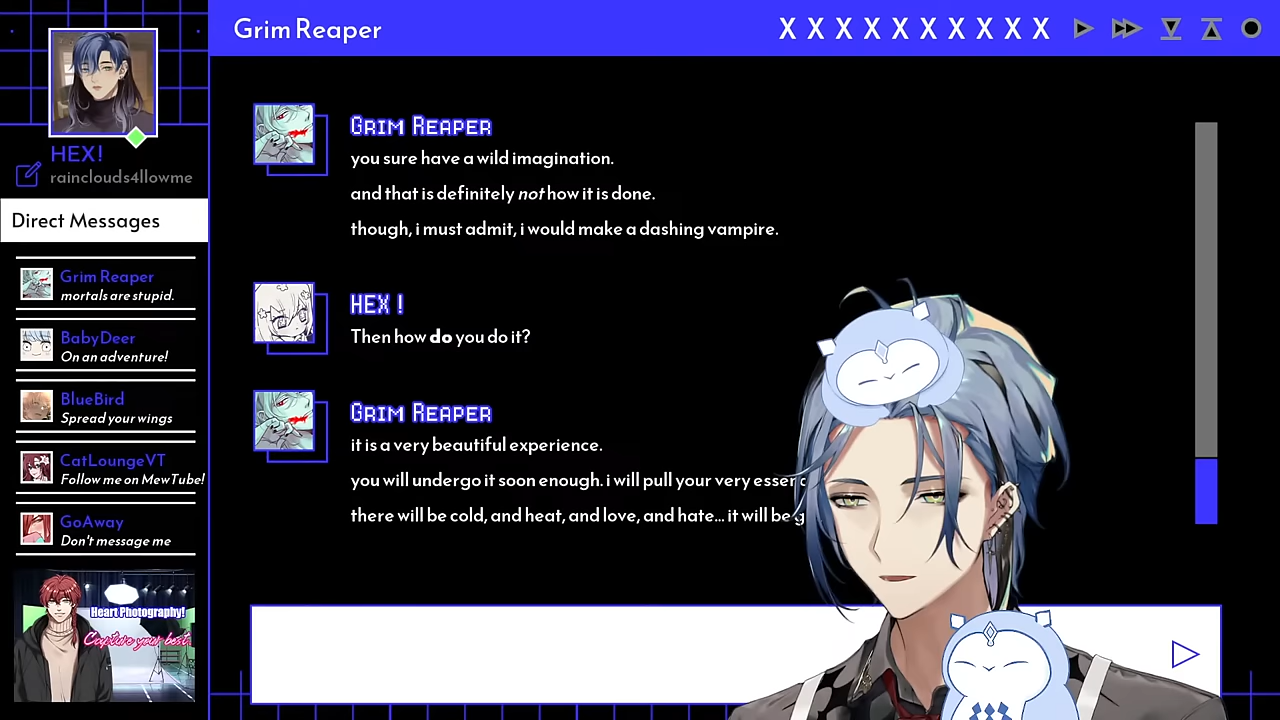 Grim Reaper
X X X X X X X X X X
HEX!
rainclouds4llowme
Direct Messages
Grim Reaper
mortals are stupid.
BabyDeer
On an adventure!
BlueBird
Spread your wings
CatLoungeVT
Follow me on MewTube!
GoAway
Don't message me
Heart Photography!
Capture your best
Grim Reaper
you sure have a wild imagination.
and that is definitely not how it is done.
though, i must admit, i would make a dashing vampire.
HEX !
Then how do you do it?
Grim Reaper
it is a very beautiful experience.
you will undergo it soon enough. i will pull your very
there will be cold, and heat, and love, and hate... it will be